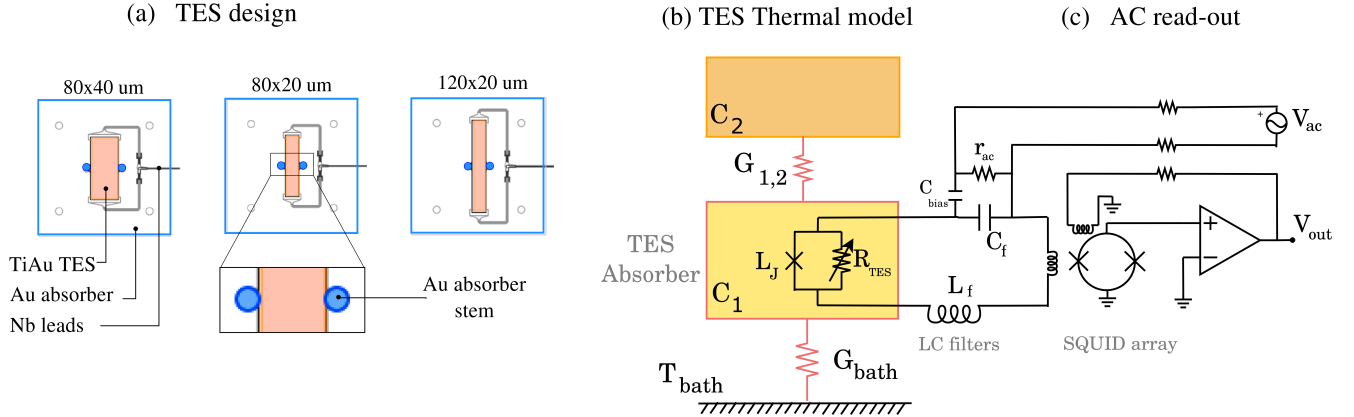 (a) TES design
80x40 um
80x20 um
120x20 um
TiAu TES
Au absorber
Nb leads
Au absorber
stem
(b) TES Thermal model
C2
G1,2
TES
Absorber
C1
LJ
RTES
Gbath
Tbath
(c) AC read-out
Vac
+
rac
C bias
Cf
Lf
LC filters
SQUID array
+
−
Vout